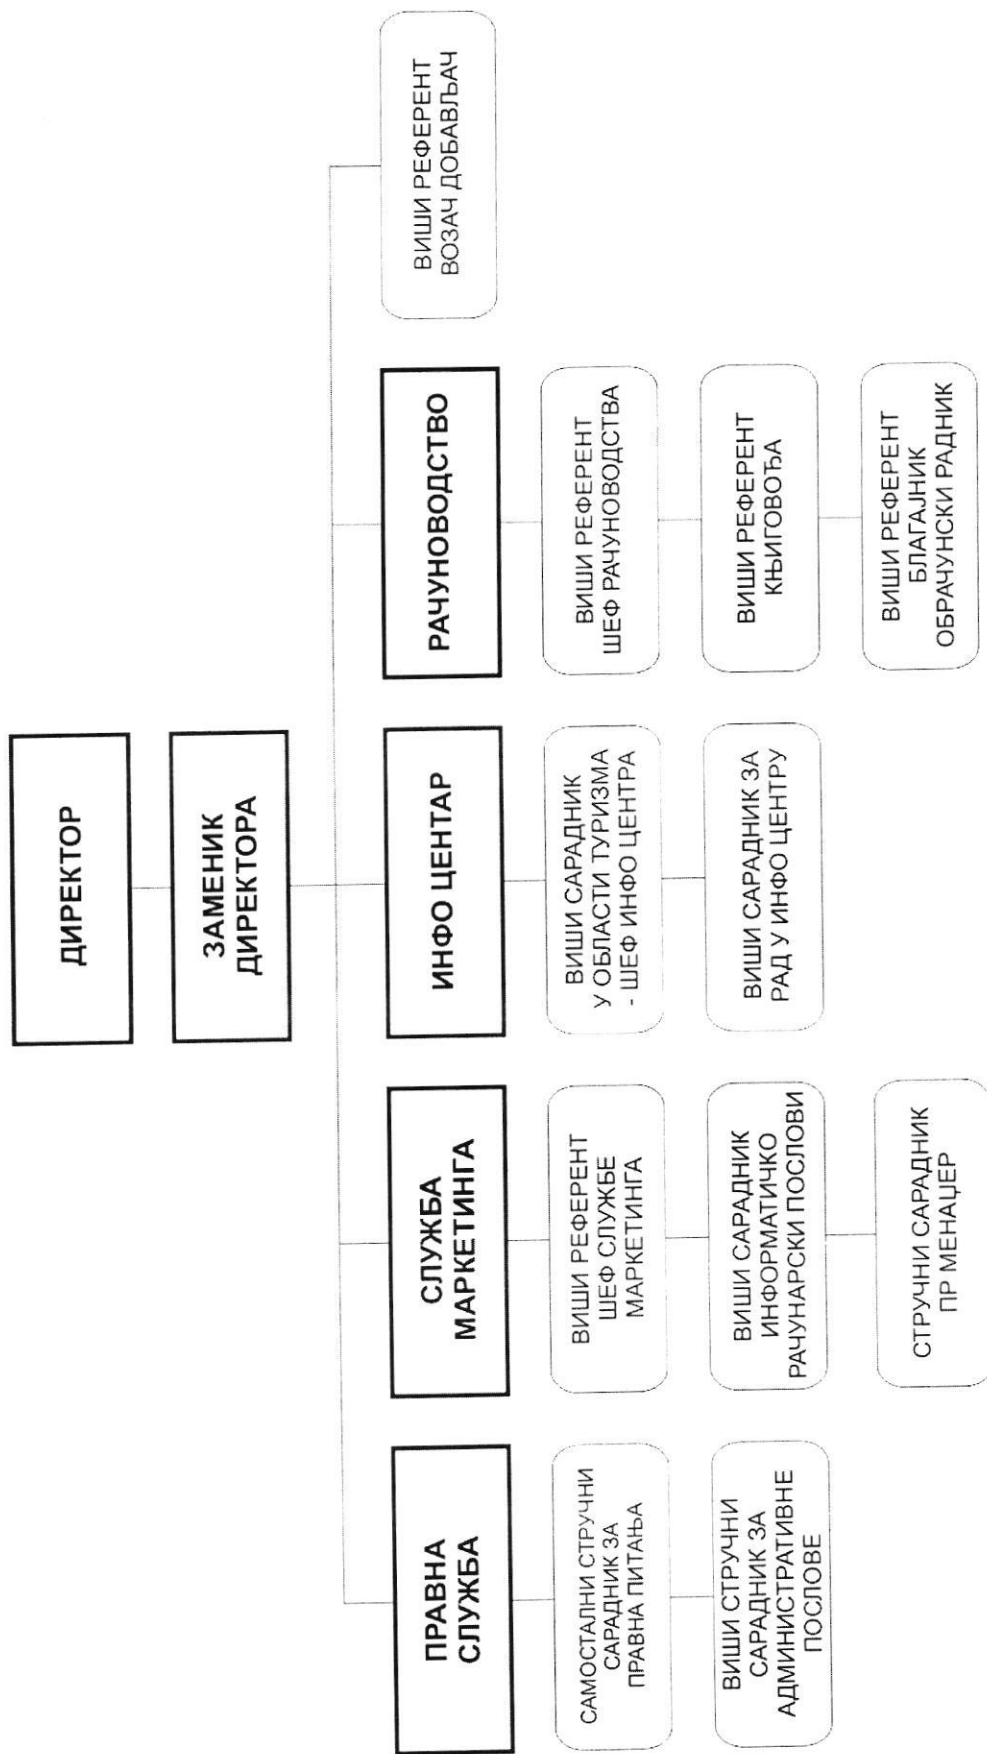 ДИРЕКТОР
ЗАМЕНИК
ДИРЕКТОРА
ПРАВНА
СЛУЖБА
САМОСТАЛНИ СТРУЧНИ
САРАДНИК ЗА
ПРАВНА ПИТАЊА
ВИШИ СТРУЧНИ
САРАДНИК ЗА
АДМИНИСТРАТИВНЕ
ПОСЛОВЕ
СЛУЖБА
МАРКЕТИНГА
ВИШИ РЕФЕРЕНТ
ШЕФ СЛУЖБЕ
МАРКЕТИНГА
ВИШИ САРАДНИК
ИНФОРМАТИЧКО
РАЧУНАРСКИ ПОСЛОВИ
СТРУЧНИ САРАДНИК
ПР МЕНАЏЕР
ИНФО ЦЕНТАР
ВИШИ САРАДНИК
У ОБЛАСТИ ТУРИЗМА
- ШЕФ ИНФО ЦЕНТРА
ВИШИ САРАДНИК ЗА
РАД У ИНФО ЦЕНТРУ
РАЧУНОВОДСТВО
ВИШИ РЕФЕРЕНТ
ШЕФ РАЧУНОВОДСТВА
ВИШИ РЕФЕРЕНТ
КЊИГОВОЂА
ВИШИ РЕФЕРЕНТ
БЛАГАЈНИК
ОБРАЧУНСКИ РАДНИК
ВИШИ РЕФЕРЕНТ
ВОЗАЧ ДОБАВЉАЧ